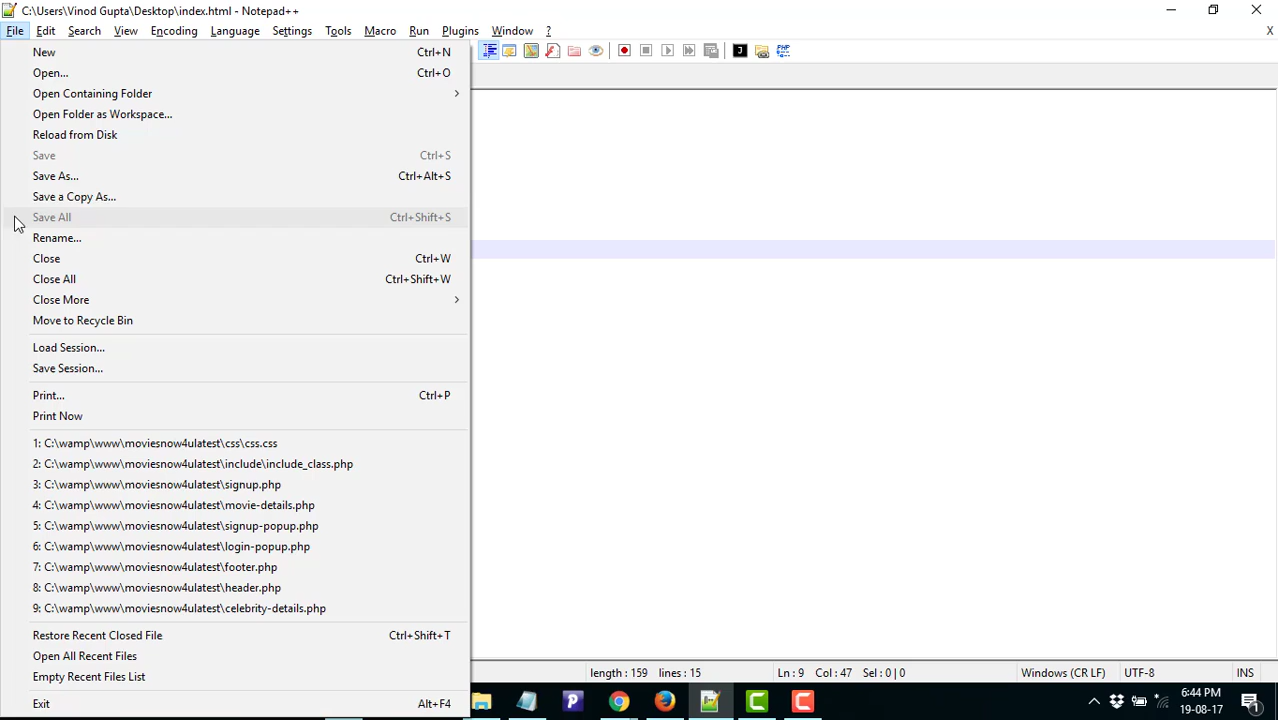 C:\Users\Vinod Gupta\Desktop\index.html - Notepad++
File Edit Search View Encoding Language Settings Tools Macro Run Plugins Window ? X
New Ctrl+N
Open... Ctrl+O
Open Containing Folder
Open Folder as Workspace...
Reload from Disk
Save Ctrl+S
Save As... Ctrl+Alt+S
Save a Copy As...
Save All Ctrl+Shift+S
Rename...
Close Ctrl+W
Close All Ctrl+Shift+W
Close More
Move to Recycle Bin
Load Session...
Save Session...
Print... Ctrl+P
Print Now
1: C:\wamp\www\moviesnow4ulatest\css\css.css
2: C:\wamp\www\moviesnow4ulatest\include\include_class.php
3: C:\wamp\www\moviesnow4ulatest\signup.php
4: C:\wamp\www\moviesnow4ulatest\movie-details.php
5: C:\wamp\www\moviesnow4ulatest\signup-popup.php
6: C:\wamp\www\moviesnow4ulatest\login-popup.php
7: C:\wamp\www\moviesnow4ulatest\footer.php
8: C:\wamp\www\moviesnow4ulatest\header.php
9: C:\wamp\www\moviesnow4ulatest\celebrity-details.php
Restore Recent Closed File Ctrl+Shift+T
Open All Recent Files
Empty Recent Files List
Exit Alt+F4
J PHP
length : 159 lines : 15 Ln : 9 Col : 47 Sel : 0 | 0 Windows (CR LF) UTF-8 INS
P C C 6:44 PM
19-08-17 1